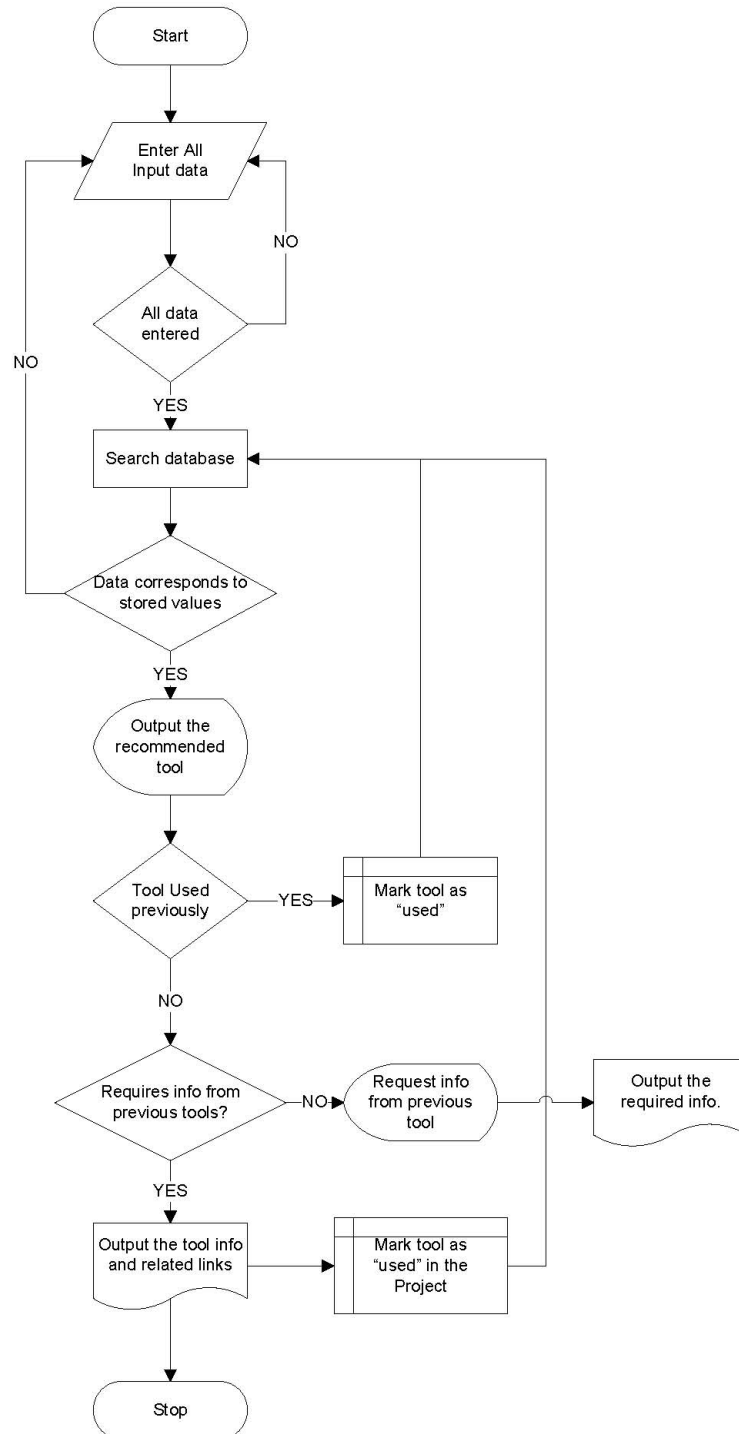 Start
Enter All
Input data
NO
All data
entered
NO
YES
Search database
Data corresponds to
stored values
YES
Output the
recommended
tool
Tool Used
previously
YES
Mark tool as
“used”
NO
Requires info from
previous tools?
NO
Request info
from previous
tool
Output the
required info.
YES
Output the tool info
and related links
Mark tool as
“used” in the
Project
Stop